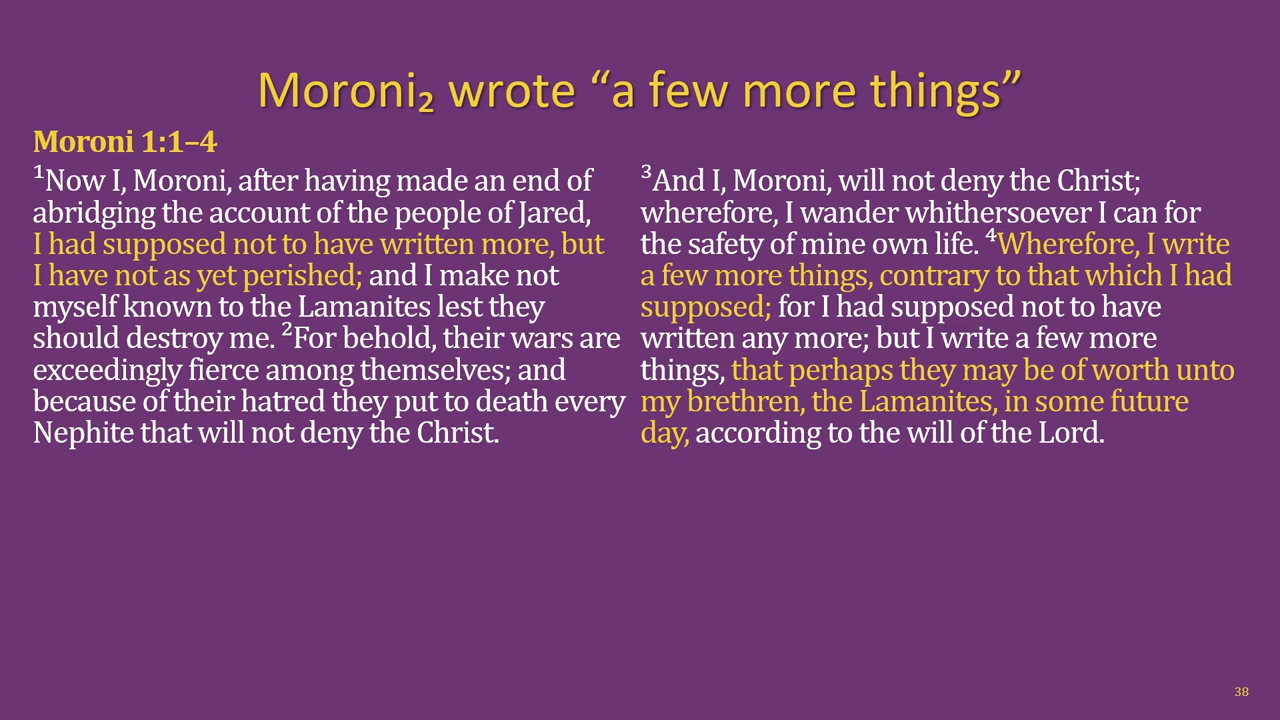 Moroni₂ wrote “a few more things”
Moroni 1:1–4
¹Now I, Moroni, after having made an end of
abridging the account of the people of Jared,
I had supposed not to have written more, but
I have not as yet perished; and I make not
myself known to the Lamanites lest they
should destroy me. ²For behold, their wars are
exceedingly fierce among themselves; and
because of their hatred they put to death every
Nephite that will not deny the Christ.
³And I, Moroni, will not deny the Christ;
wherefore, I wander whithersoever I can for
the safety of mine own life. ⁴Wherefore, I write
a few more things, contrary to that which I had
supposed; for I had supposed not to have
written any more; but I write a few more
things, that perhaps they may be of worth unto
my brethren, the Lamanites, in some future
day, according to the will of the Lord.
38